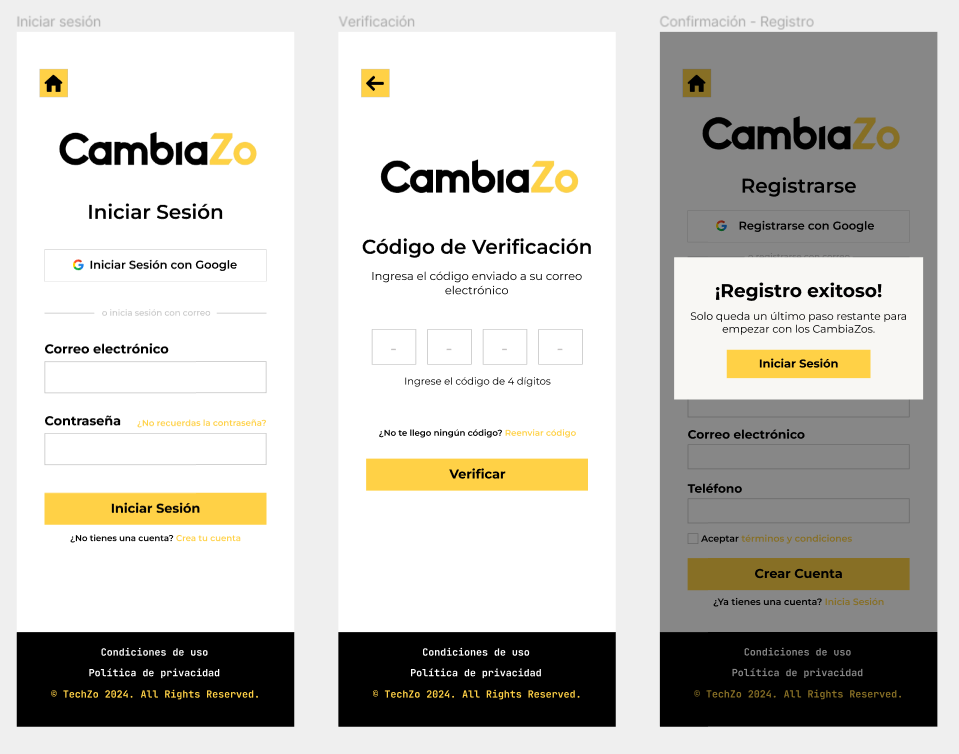 Iniciar sesión
CambiaZo
Iniciar Sesión
Iniciar Sesión con Google
o inicia sesión con correo
Correo electrónico
Contraseña ¿No recuerdas la contraseña?
Iniciar Sesión
¿No tienes una cuenta? Crea tu cuenta
Condiciones de uso
Política de privacidad
© TechZo 2024. All Rights Reserved.
Verificación
CambiaZo
Código de Verificación
Ingresa el código enviado a su correo
electrónico
- - - -
Ingrese el código de 4 dígitos
¿No te llego ningún código? Reenviar código
Verificar
Condiciones de uso
Política de privacidad
© TechZo 2024. All Rights Reserved.
Confirmación - Registro
CambiaZo
Registrarse
Registrarse con Google
¡Registro exitoso!
Solo queda un último paso restante para
empezar con los CambiaZos.
Iniciar Sesión
Correo electrónico
Teléfono
Aceptar términos y condiciones
Crear Cuenta
¿Ya tienes una cuenta? Inicia Sesión
Condiciones de uso
Política de privacidad
© TechZo 2024. All Rights Reserved.